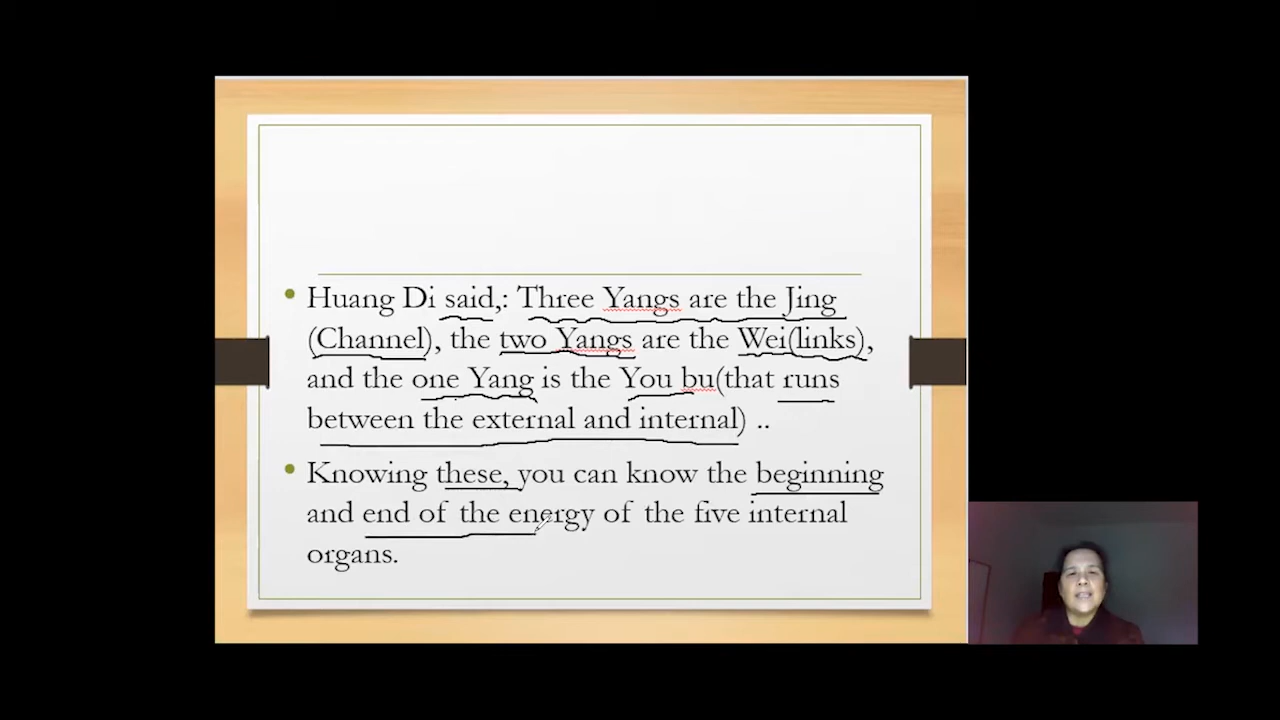 Huang Di said,: Three Yangs are the Jing
(Channel), the two Yangs are the Wei(links),
and the one Yang is the You bu(that runs
between the external and internal) ..
Knowing these, you can know the beginning
and end of the energy of the five internal
organs.